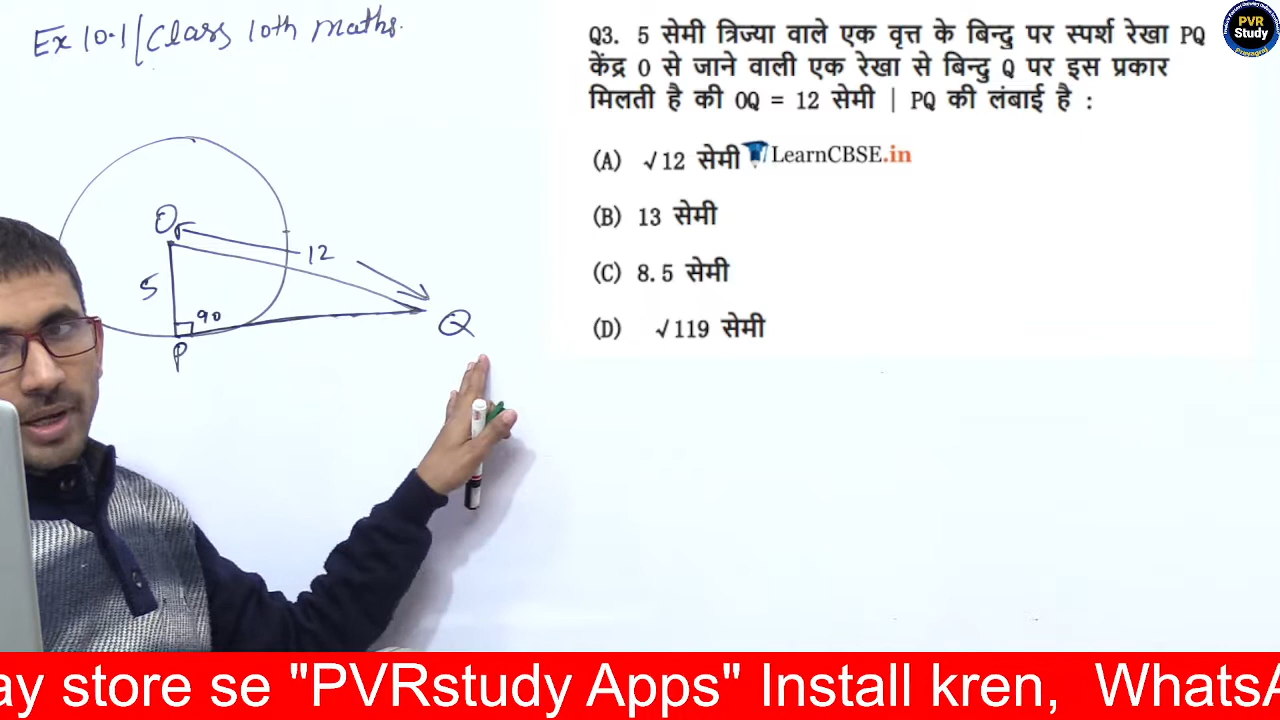 Ex 10.1 | Class 10th Maths.
Q3. 5 सेमी त्रिज्या वाले एक वृत्त के बिन्दु पर स्पर्श रेखा PQ
केंद्र O से जाने वाली एक रेखा से बिन्दु Q पर इस प्रकार
मिलती है की OQ = 12 सेमी | PQ की लंबाई है :
(A) √12 सेमी
LearnCBSE.in
(B) 13 सेमी
(C) 8.5 सेमी
(D) √119 सेमी
PVR
Study
Prayagraj
O
12
5
90
P
Q
ay store se "PVRstudy Apps" Install kren, WhatsA